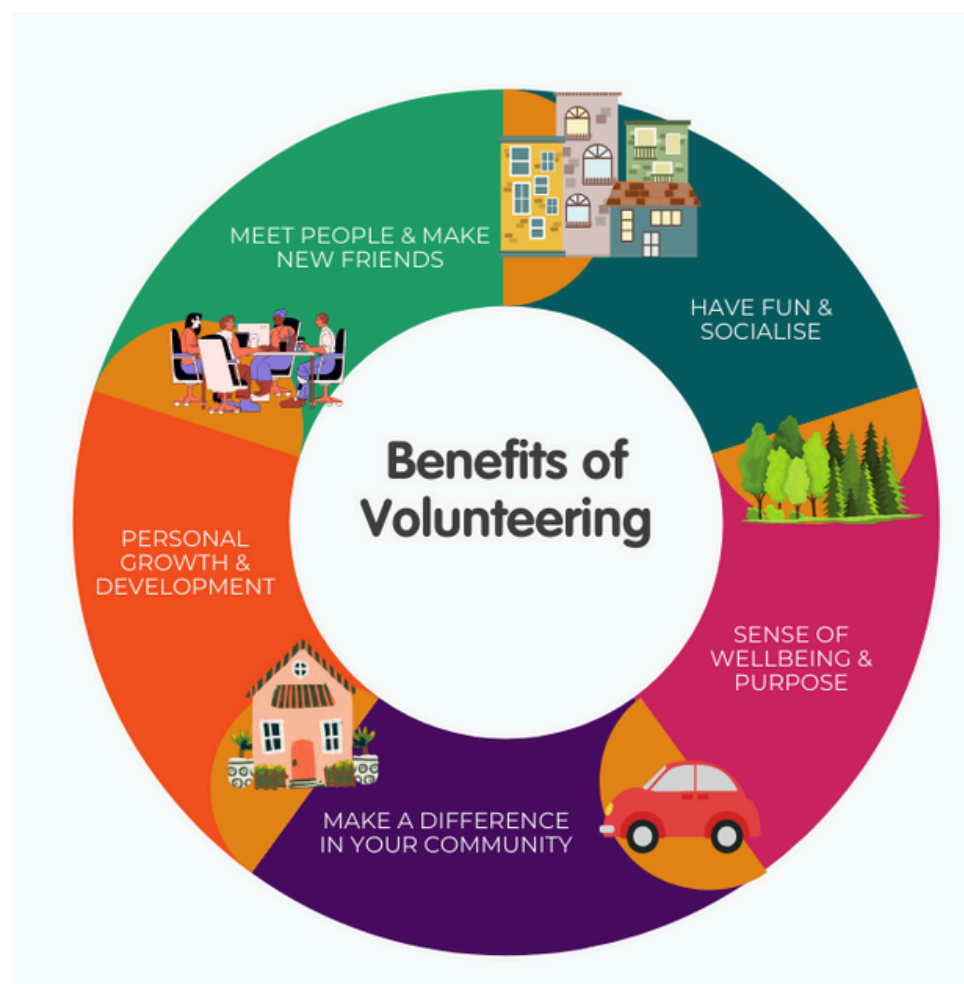 MEET PEOPLE & MAKE
NEW FRIENDS
HAVE FUN &
SOCIALISE
Benefits of
Volunteering
PERSONAL
GROWTH &
DEVELOPMENT
SENSE OF
WELLBEING &
PURPOSE
MAKE A DIFFERENCE
IN YOUR COMMUNITY